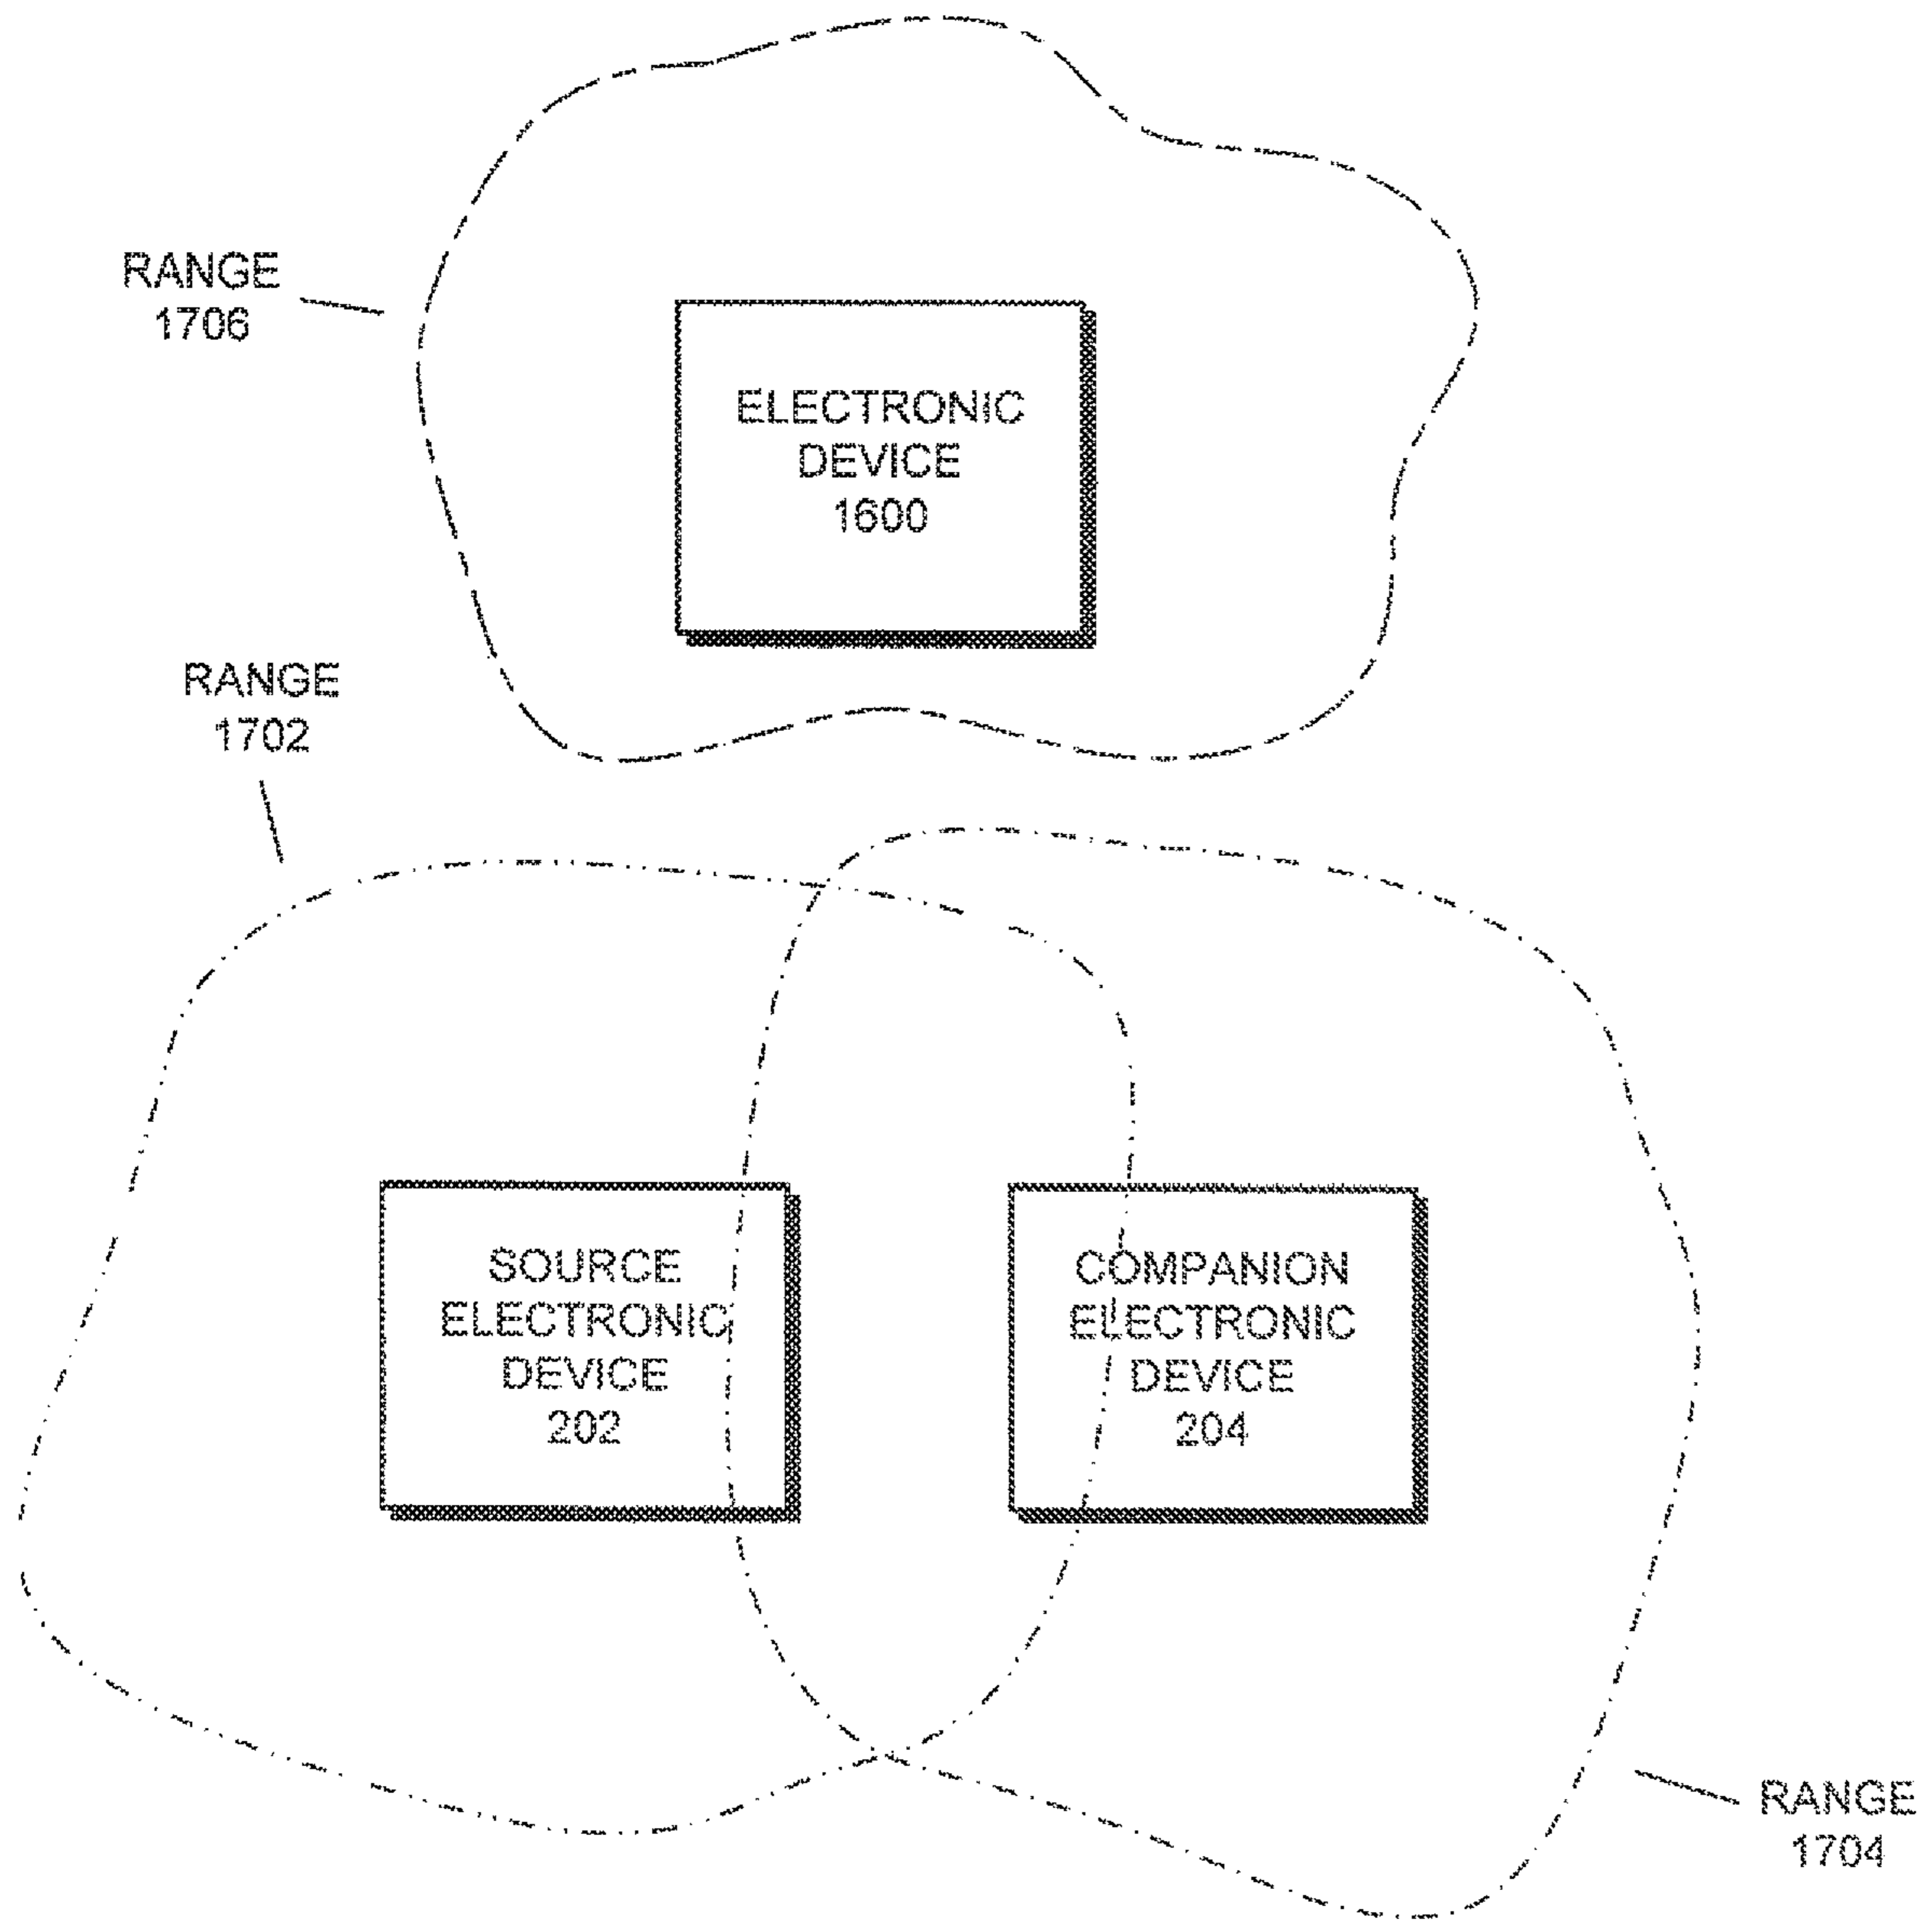 RANGE
1706
ELECTRONIC
DEVICE
1600
RANGE
1702
SOURCE
ELECTRONIC
DEVICE
202
COMPANION
ELECTRONIC
DEVICE
204
RANGE
1704